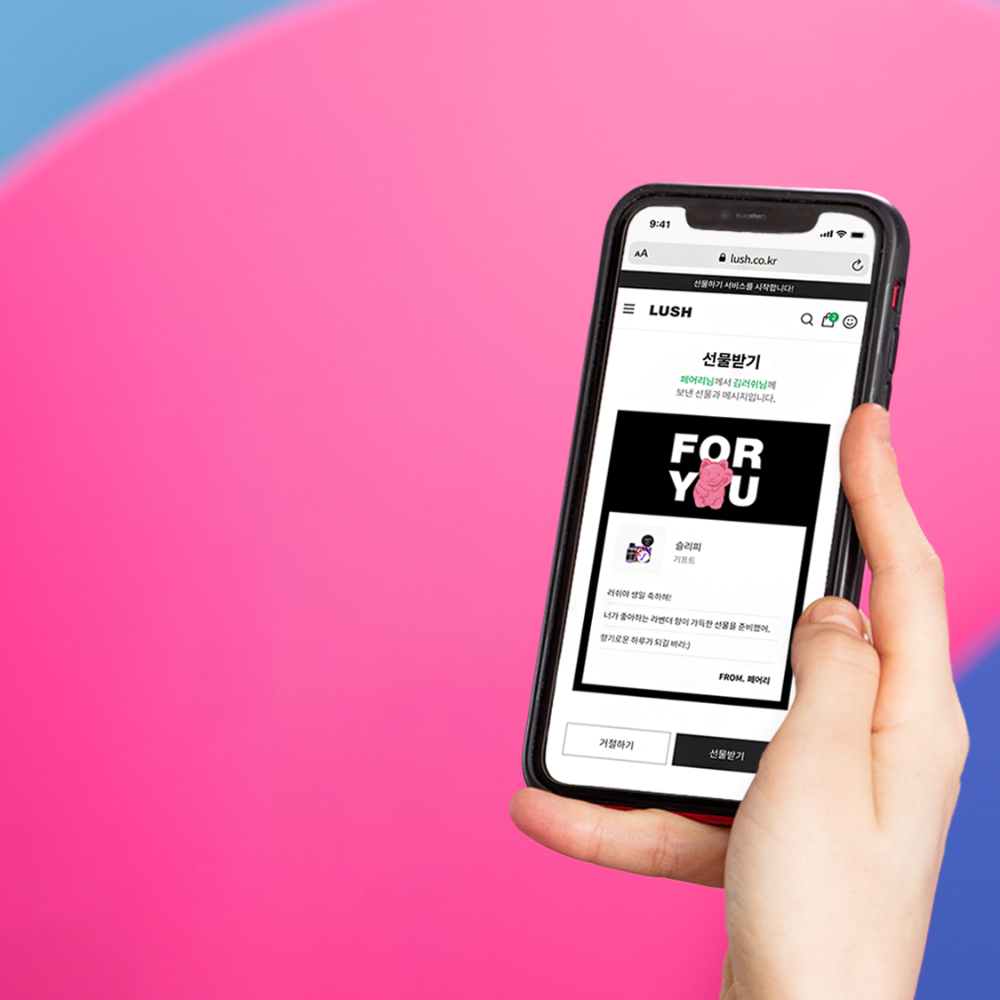 9:41
AA
lush.co.kr
선물하기 서비스를 시작합니다!
LUSH
2
선물받기
페어리님께서 김러쉬님께
보낸 선물과 메시지입니다.
FOR
YOU
슬리피
기프트
러쉬야 생일 축하해!
너가 좋아하는 라벤더 향이 가득한 선물을 준비했어.
향기로운 하루가 되길 바라:)
FROM. 페어리
거절하기
선물받기